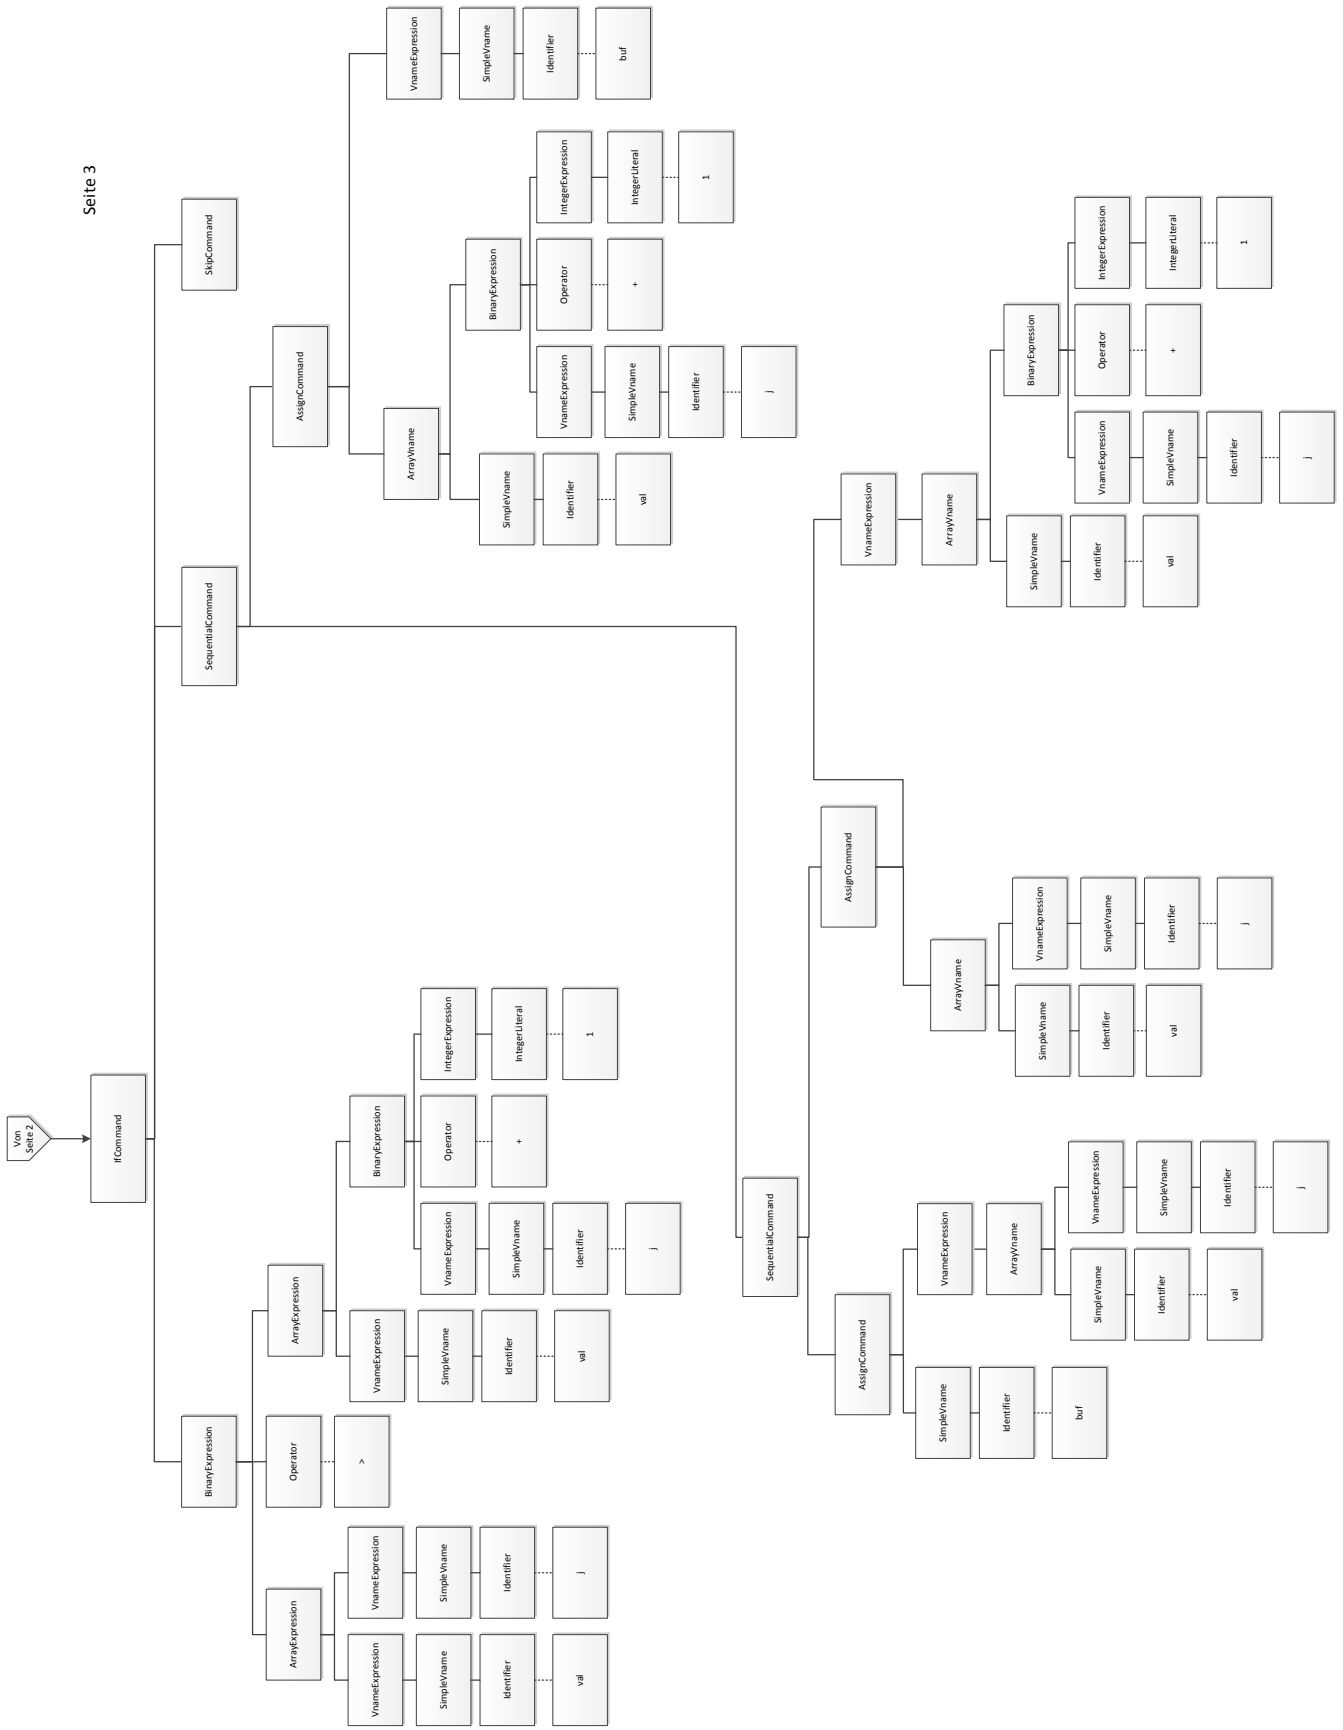 Von
Seite 2
Seite 3
IfCommand
BinaryExpression
SequentialCommand
SkipCommand
ArrayExpression
Operator
ArrayExpression
AssignCommand
VnameExpression
VnameExpression
>
VnameExpression
BinaryExpression
ArrayVname
VnameExpression
SimpleVname
SimpleVname
SimpleVname
VnameExpression
Operator
IntegerExpression
SimpleVname
BinaryExpression
SimpleVname
Identifier
Identifier
Identifier
SimpleVname
+
IntegerLiteral
Identifier
VnameExpression
Operator
IntegerExpression
Identifier
val
j
val
Identifier
1
val
SimpleVname
+
IntegerLiteral
buf
j
Identifier
1
j
SequentialCommand
AssignCommand
AssignCommand
VnameExpression
SimpleVname
VnameExpression
ArrayVname
ArrayVname
Identifier
ArrayVname
SimpleVname
VnameExpression
SimpleVname
BinaryExpression
buf
SimpleVname
VnameExpression
Identifier
SimpleVname
Identifier
VnameExpression
Operator
IntegerExpression
Identifier
SimpleVname
val
Identifier
val
SimpleVname
+
IntegerLiteral
val
Identifier
j
Identifier
1
j
j